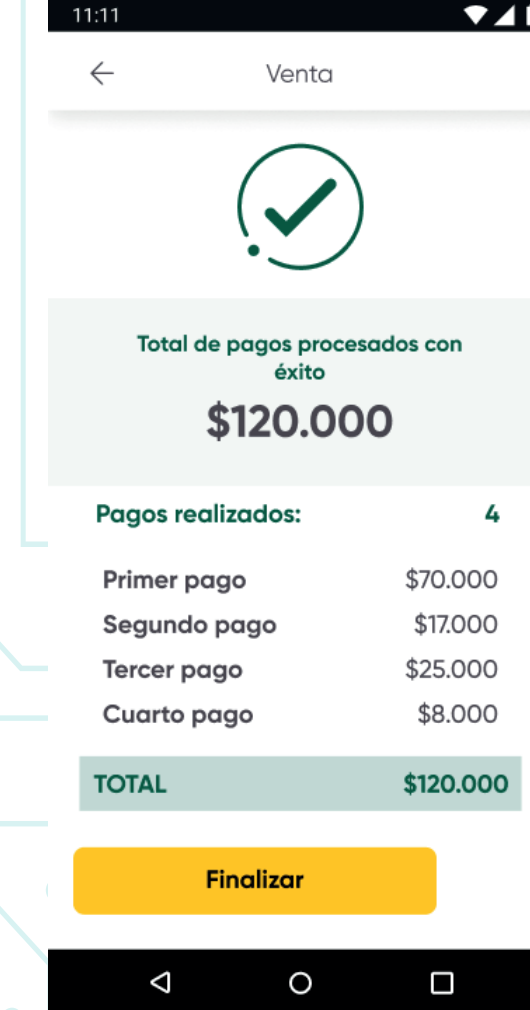 11:11
Venta
Total de pagos procesados con
éxito
$120.000
Pagos realizados: 4
Primer pago $70.000
Segundo pago $17.000
Tercer pago $25.000
Cuarto pago $8.000
TOTAL $120.000
Finalizar